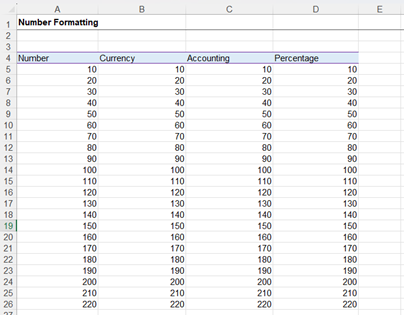 A B C D E
1 Number Formatting
2
3
4 Number Currency Accounting Percentage
5 10 10 10 10
6 20 20 20 20
7 30 30 30 30
8 40 40 40 40
9 50 50 50 50
10 60 60 60 60
11 70 70 70 70
12 80 80 80 80
13 90 90 90 90
14 100 100 100 100
15 110 110 110 110
16 120 120 120 120
17 130 130 130 130
18 140 140 140 140
19 150 150 150 150
20 160 160 160 160
21 170 170 170 170
22 180 180 180 180
23 190 190 190 190
24 200 200 200 200
25 210 210 210 210
26 220 220 220 220